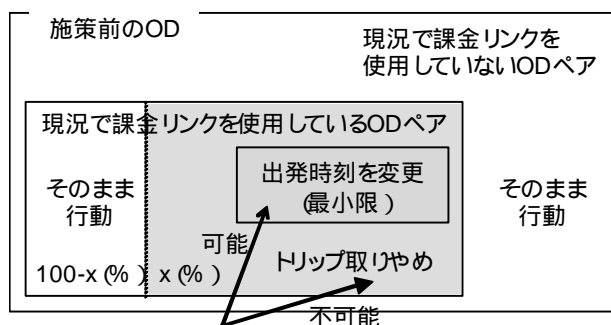 施策前のOD
現況で課金リンクを
使用していないODペア
現況で課金リンクを使用しているODペア
そのまま
行動
出発時刻を変更
(最小限)
そのまま
行動
可能
トリップ取りやめ
100-x(%)
x(%)
不可能